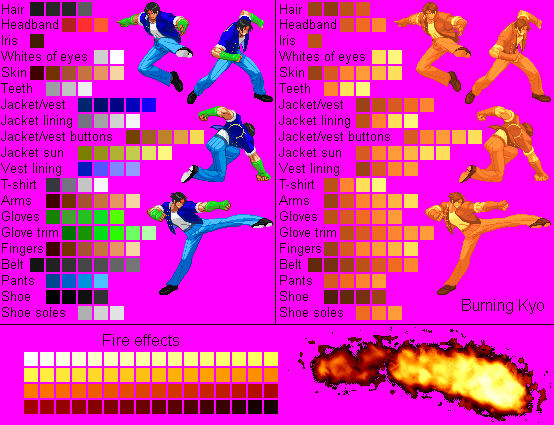 Hair
Headband
Iris
Whites of eyes
Skin
Teeth
Jacket/vest
Jacket lining
Jacket/vest buttons
Jacket sun
Vest lining
T-shirt
Arms
Gloves
Glove trim
Fingers
Belt
Pants
Shoe
Shoe soles
Hair
Headband
Iris
Whites of eyes
Skin
Teeth
Jacket/vest
Jacket lining
Jacket/vest buttons
Jacket sun
Vest lining
T-shirt
Arms
Gloves
Glove trim
Fingers
Belt
Pants
Shoe
Shoe soles
Burning Kyo
Fire effects